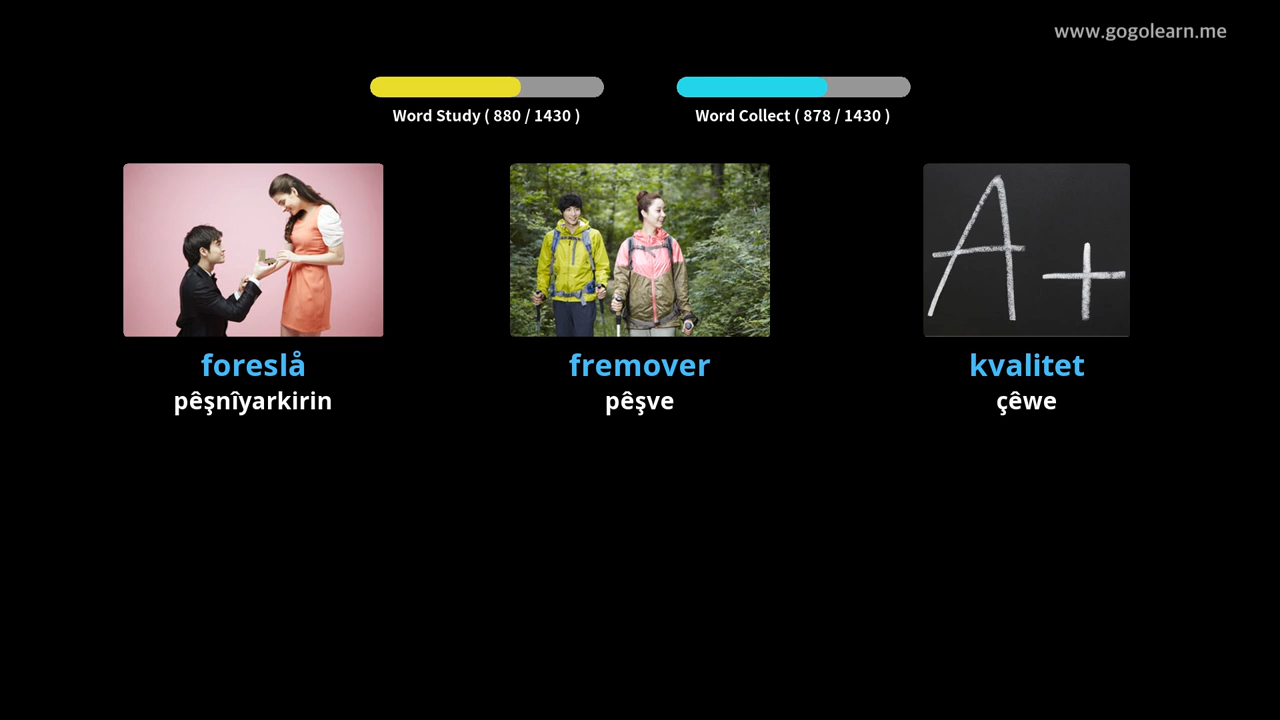 www.gogolearn.me
Word Study ( 880 / 1430 )
Word Collect ( 878 / 1430 )
A+
foreslå
pêşnîyarkirin
fremover
pêşve
kvalitet
çêwe